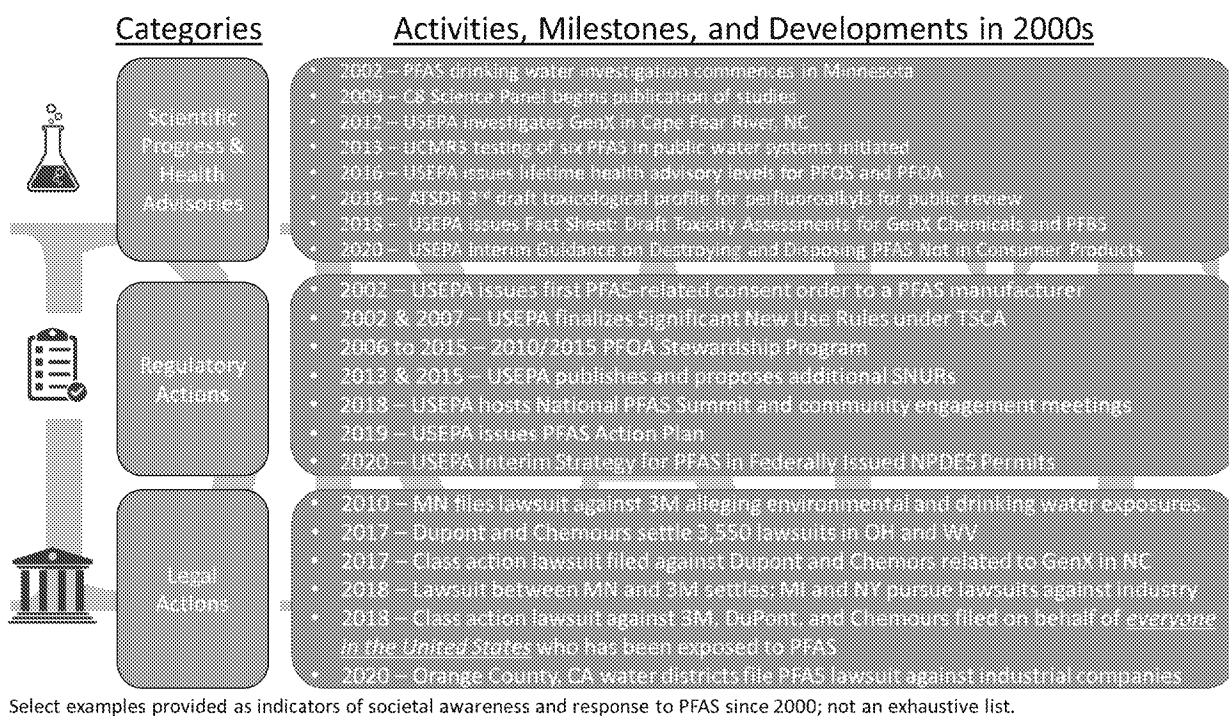 Categories
Activities, Milestones, and Developments in 2000s
Scientific
Progress &
Health
Advisories
• 2002 – PFAS drinking water investigation commences in Minnesota
• 2009 – C8 Science Panel begins publication of studies
• 2012 – USEPA investigates GenX in Cape Fear River, NC
• 2013 – UCMR3 testing of six PFAS in public water systems initiated
• 2016 – USEPA issues lifetime health advisory levels for PFOS and PFOA
• 2018 – ATSDR 3rd draft toxicological profile for perfluoroalkyls for public review
• 2018 – USEPA issues Fact Sheet: Draft Toxicity Assessments for GenX Chemicals and PFBS
• 2020 – USEPA Interim Guidance on Destroying and Disposing PFAS Not in Consumer Products
Regulatory
Actions
• 2002 – USEPA issues first PFAS-related consent order to a PFAS manufacturer
• 2002 & 2007 – USEPA finalizes Significant New Use Rules under TSCA
• 2006 to 2015 – 2010/2015 PFOA Stewardship Program
• 2013 & 2015 – USEPA publishes and proposes additional SNURs
• 2018 – USEPA hosts National PFAS Summit and community engagement meetings
• 2019 – USEPA issues PFAS Action Plan
• 2020 – USEPA Interim Strategy for PFAS in Federally Issued NPDES Permits
Legal
Actions
• 2010 – MN files lawsuit against 3M alleging environmental and drinking water exposures
• 2017 – Dupont and Chemours settle 3,550 lawsuits in OH and WV
• 2017 – Class action lawsuit filed against Dupont and Chemors related to GenX in NC
• 2018 – Lawsuit between MN and 3M settles; MI and NY pursue lawsuits against industry
• 2018 – Class action lawsuit against 3M, DuPont, and Chemours filed on behalf of everyone
in the United States who has been exposed to PFAS
• 2020 – Orange County, CA water districts file PFAS lawsuit against industrial companies
Select examples provided as indicators of societal awareness and response to PFAS since 2000; not an exhaustive list.